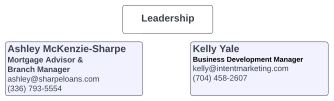 Leadership
Ashley McKenzie-Sharpe
Mortgage Advisor &
Branch Manager
ashley@sharpeloans.com
(336) 793-5554
Kelly Yale
Business Development Manager
kelly@intentmarketing.com
(704) 458-2607